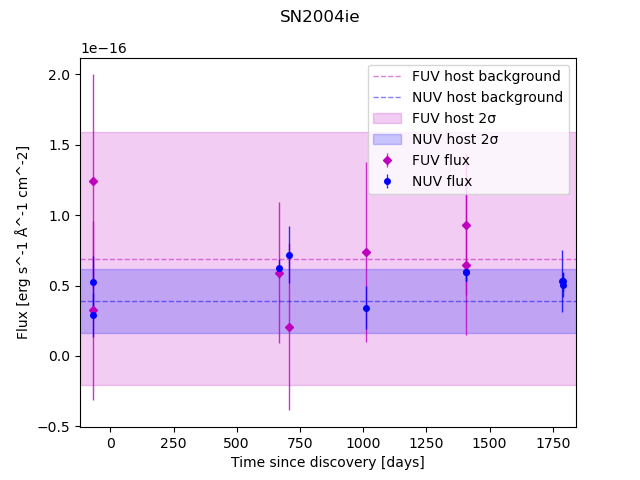 SN2004ie
1e−16
2.0
1.5
1.0
0.5
0.0
−0.5
Flux [erg s^-1 Å^-1 cm^-2]
FUV host background
NUV host background
FUV host 2σ
NUV host 2σ
FUV flux
NUV flux
0 250 500 750 1000 1250 1500 1750
Time since discovery [days]